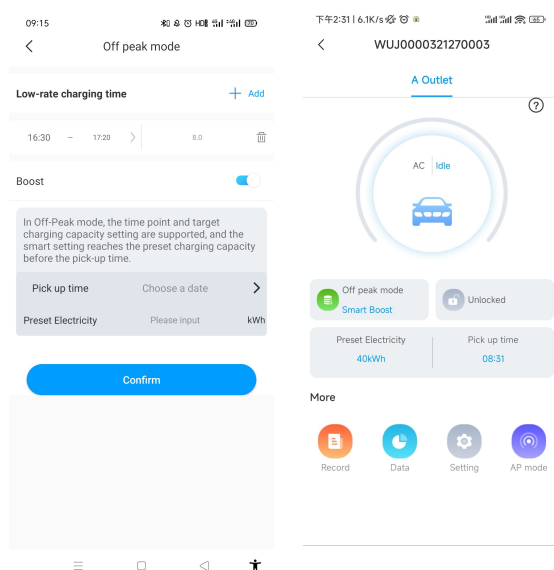 09:15
Off peak mode
Low-rate charging time
Add
16:30 – 17:20
8.0
Boost
In Off-Peak mode, the time point and target
charging capacity setting are supported, and the
smart setting reaches the preset charging capacity
before the pick-up time.
Pick up time
Choose a date
Preset Electricity
Please input
kWh
Confirm
下午2:31 | 6.1K/s
WUJ0000321270003
A Outlet
?
AC
Idle
Off peak mode
Smart Boost
Unlocked
Preset Electricity
Pick up time
40kWh
08:31
More
Record
Data
Setting
AP mode